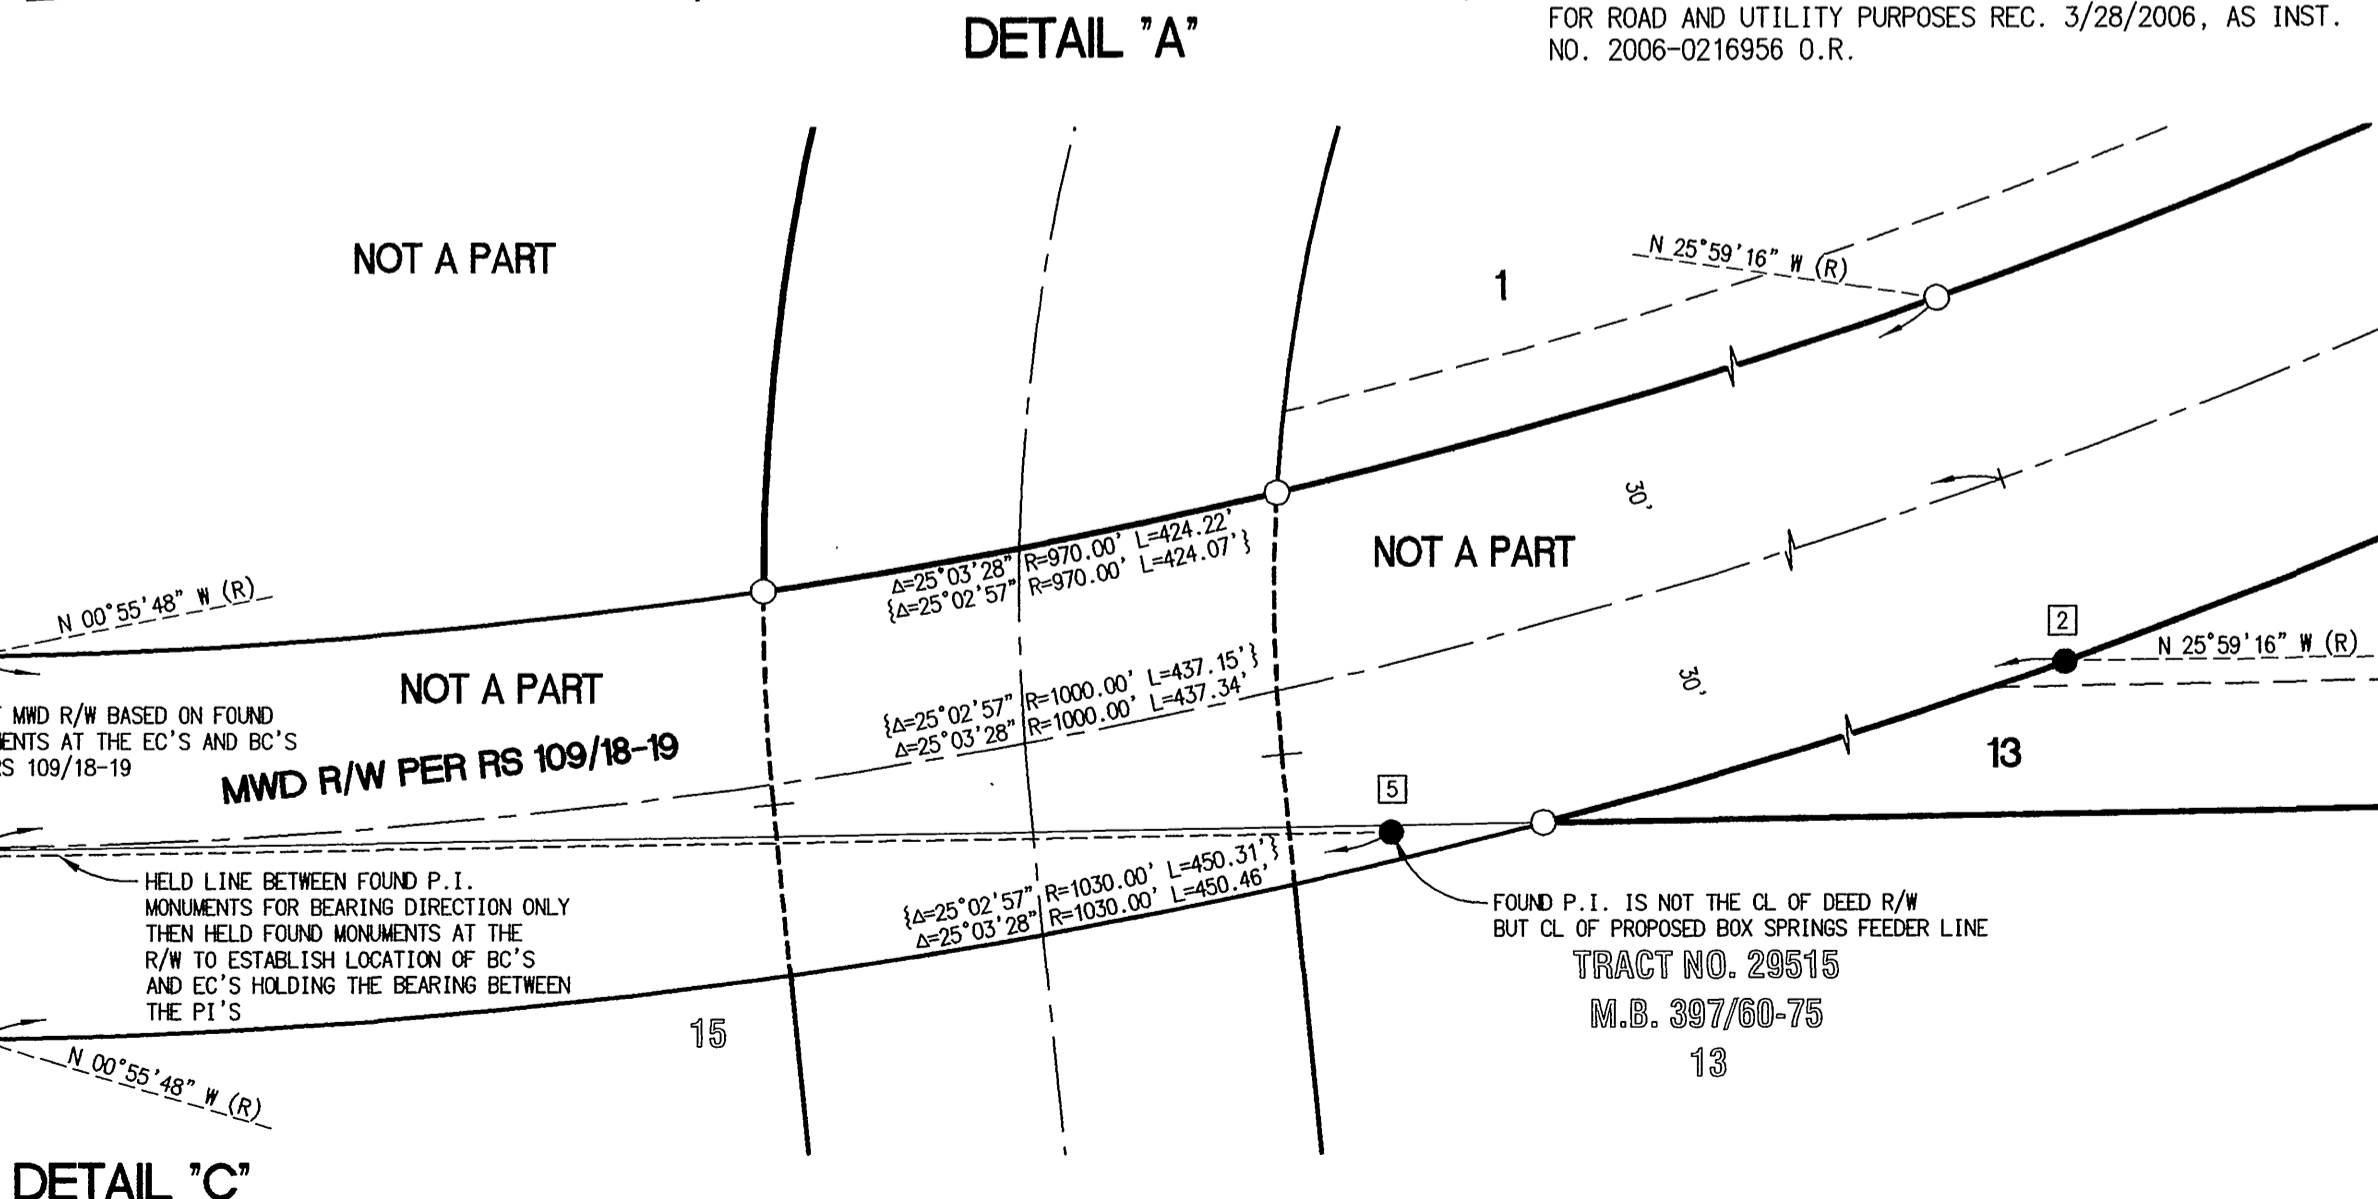 DETAIL "A"
FOR ROAD AND UTILITY PURPOSES REC. 3/28/2006, AS INST.
NO. 2006-0216956 O.R.
NOT A PART
1
N 25°59'16" W (R)
30'
NOT A PART
Δ=25°03'28" R=970.00' L=424.22'
{Δ=25°02'57" R=970.00' L=424.07'}
N 00°55'48" W (R)
NOT A PART
MWD R/W BASED ON FOUND
ENTS AT THE EC'S AND BC'S
S 109/18-19
MWD R/W PER RS 109/18-19
{Δ=25°02'57" R=1000.00' L=437.15'}
Δ=25°03'28" R=1000.00' L=437.34'
30'
2
N 25°59'16" W (R)
13
5
{Δ=25°02'57" R=1030.00' L=450.31'}
Δ=25°03'28" R=1030.00' L=450.46'
HELD LINE BETWEEN FOUND P.I.
MONUMENTS FOR BEARING DIRECTION ONLY
THEN HELD FOUND MONUMENTS AT THE
R/W TO ESTABLISH LOCATION OF BC'S
AND EC'S HOLDING THE BEARING BETWEEN
THE PI'S
FOUND P.I. IS NOT THE CL OF DEED R/W
BUT CL OF PROPOSED BOX SPRINGS FEEDER LINE
TRACT NO. 29515
M.B. 397/60-75
13
15
N 00°55'48" W (R)
DETAIL "C"